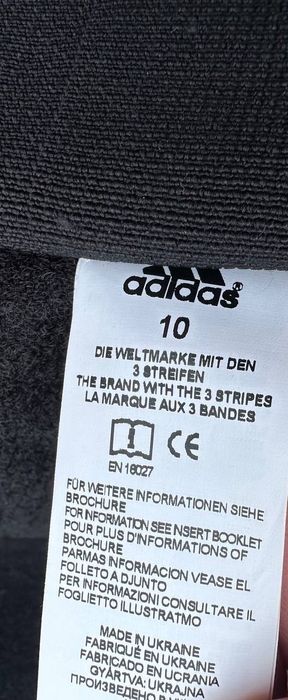 adidas®
10
DIE WELTMARKE MIT DEN
3 STREIFEN
THE BRAND WITH THE 3 STRIPES
LA MARQUE AUX 3 BANDES
CE
EN 16027
FÜR WEITERE INFORMATIONEN SIEHE
BROCHURE
FOR NFORMATION SEE NSERT BOOKLET
POUR PLUS D'INFORMATIONS OF
BROCHURE
PARMAS INFORMACION VEASE EL
FOLLETO A DJUNTO
PER INFORMAZIONI CONSULTARE IL
FOGLIETTO ILLUSTRATMO
MADE IN UKRAINE
FABRIQUÉ EN UKRAINE
FABRICADO EN UCRANIA
GYÁRTVA: UKRAJNA
ПРОИЗВЕДЕНО В